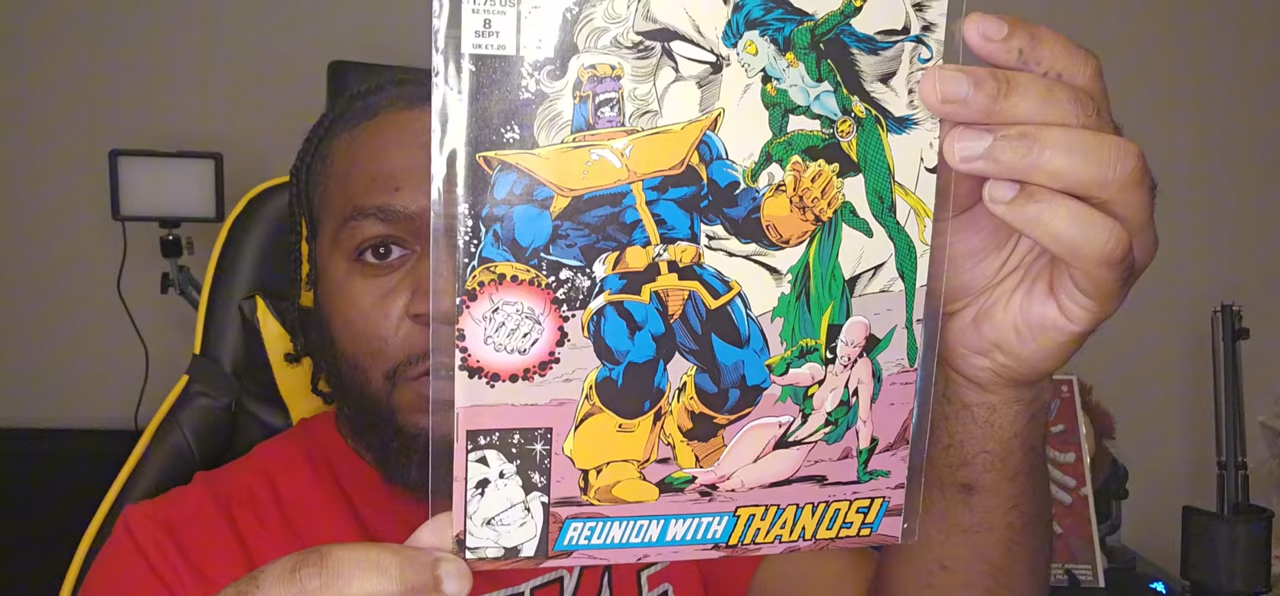 $1.75 US
$2.15 CAN
8
SEPT
UK £1.20
REUNION WITH THANOS!